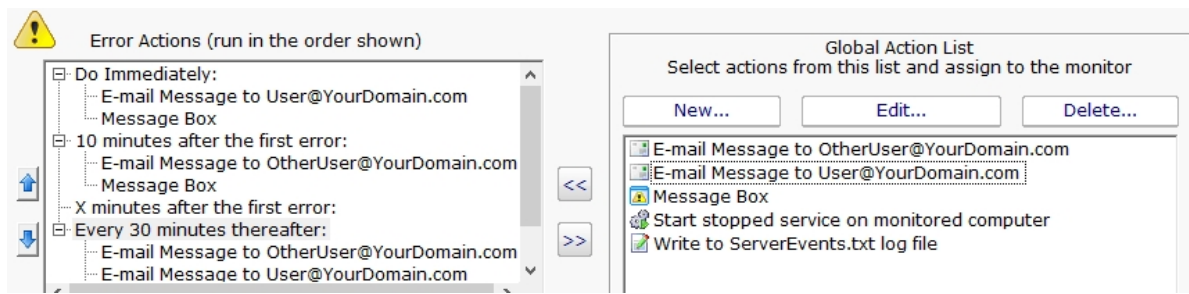 Error Actions (run in the order shown)
Do Immediately:
E-mail Message to User@YourDomain.com
Message Box
10 minutes after the first error:
E-mail Message to OtherUser@YourDomain.com
Message Box
X minutes after the first error:
Every 30 minutes thereafter:
E-mail Message to OtherUser@YourDomain.com
E-mail Message to User@YourDomain.com
<<
>>
Global Action List
Select actions from this list and assign to the monitor
New... Edit... Delete...
E-mail Message to OtherUser@YourDomain.com
E-mail Message to User@YourDomain.com
Message Box
Start stopped service on monitored computer
Write to ServerEvents.txt log file